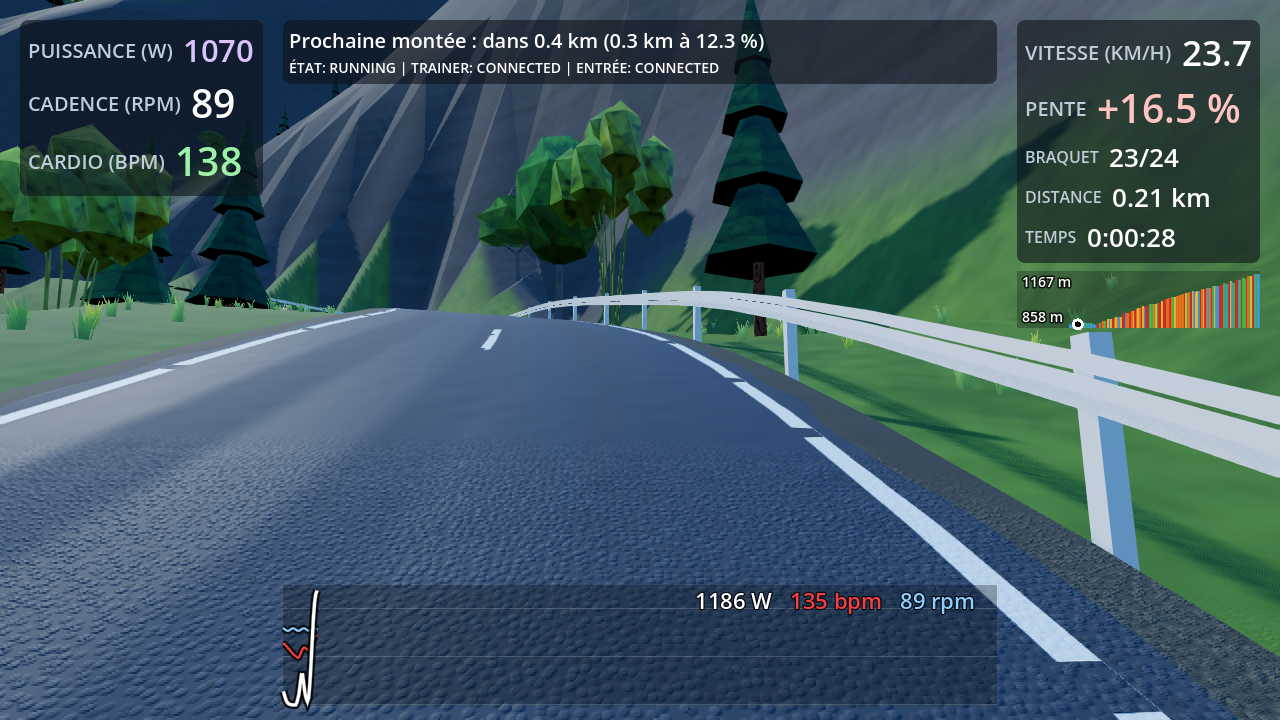 PUISSANCE (W) 1070
CADENCE (RPM) 89
CARDIO (BPM) 138
Prochaine montée : dans 0.4 km (0.3 km à 12.3 %)
ÉTAT: RUNNING | TRAINER: CONNECTED | ENTRÉE: CONNECTED
VITESSE (KM/H) 23.7
PENTE +16.5 %
BRAQUET 23/24
DISTANCE 0.21 km
TEMPS 0:00:28
1167 m
858 m
1186 W 135 bpm 89 rpm